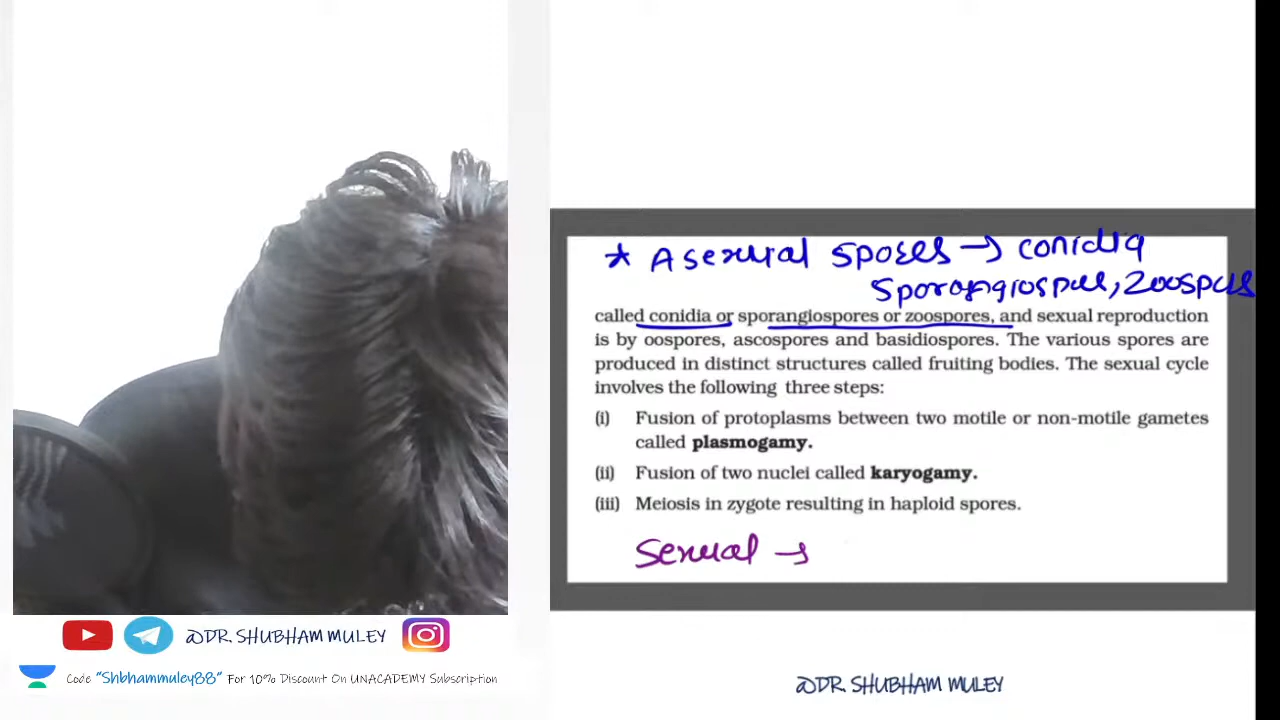 * Asexual spores → conidia
Sporangiospores, Zoospores
called conidia or sporangiospores or zoospores, and sexual reproduction
is by oospores, ascospores and basidiospores. The various spores are
produced in distinct structures called fruiting bodies. The sexual cycle
involves the following three steps:
(i) Fusion of protoplasms between two motile or non-motile gametes
called plasmogamy.
(ii) Fusion of two nuclei called karyogamy.
(iii) Meiosis in zygote resulting in haploid spores.
Sexual →
@DR. SHUBHAM MULEY
Code "Shbhammuley88" For 10% Discount On UNACADEMY Subscription
@DR. SHUBHAM MULEY